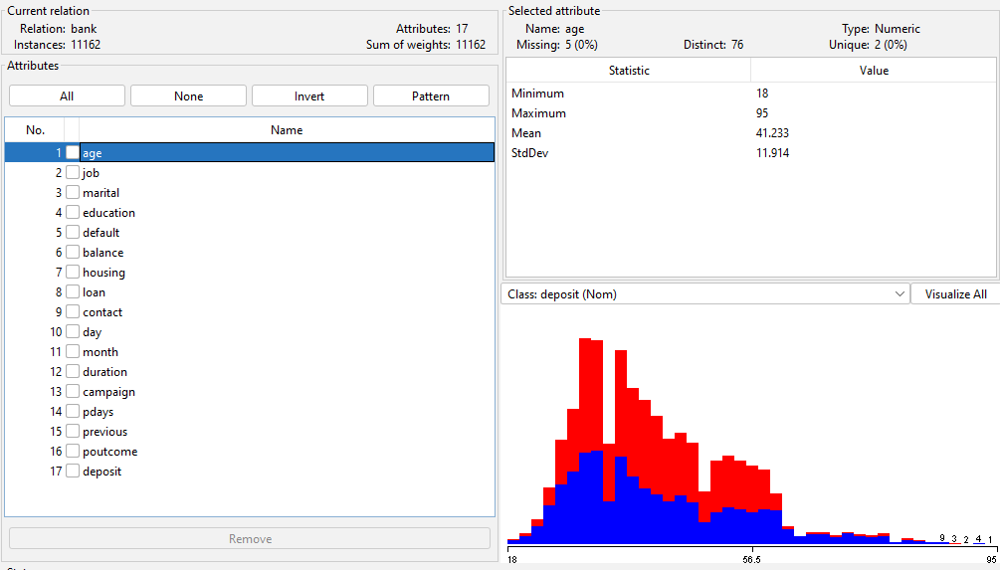 Current relation
Relation: bank
Attributes: 17
Instances: 11162
Sum of weights: 11162
Attributes
All
None
Invert
Pattern
No.
Name
1 age
2 job
3 marital
4 education
5 default
6 balance
7 housing
8 loan
9 contact
10 day
11 month
12 duration
13 campaign
14 pdays
15 previous
16 poutcome
17 deposit
Remove
Selected attribute
Name: age
Type: Numeric
Missing: 5 (0%)
Distinct: 76
Unique: 2 (0%)
Statistic
Value
Minimum 18
Maximum 95
Mean 41.233
StdDev 11.914
Class: deposit (Nom)
Visualize All
9 3 2 4 1
18
56.5
95